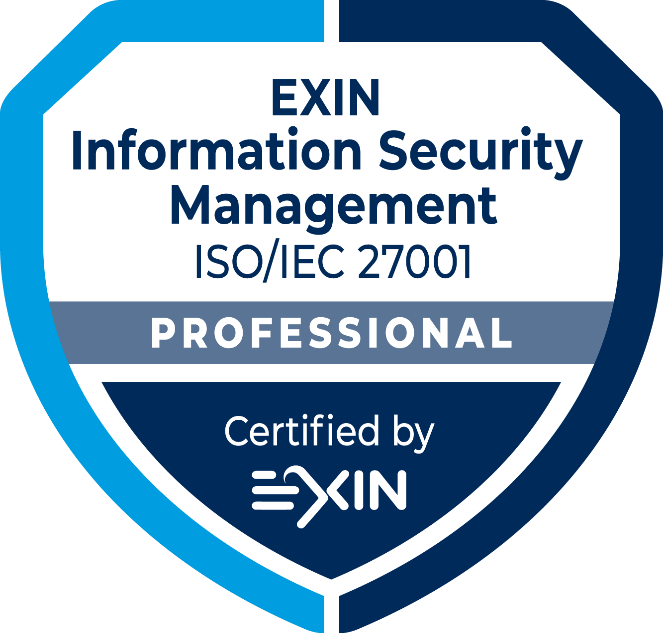 EXIN
Information Security
Management
ISO/IEC 27001
PROFESSIONAL
Certified by
EXIN